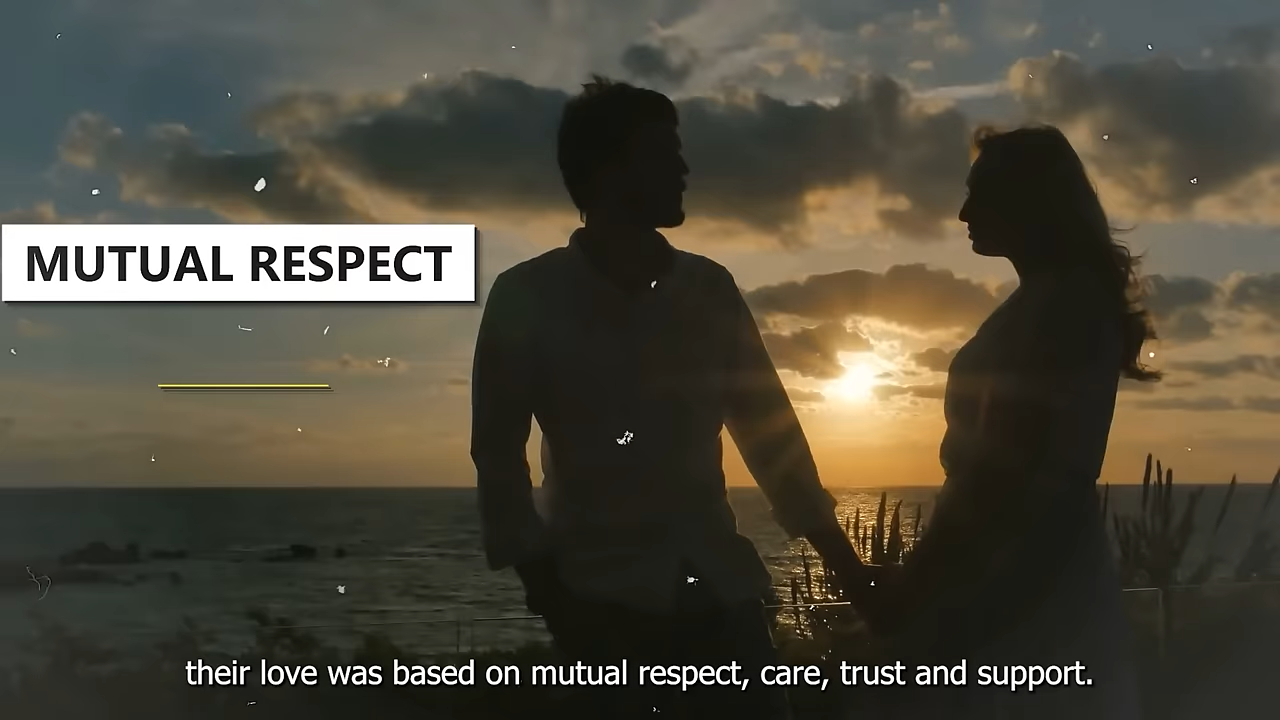 MUTUAL RESPECT
their love was based on mutual respect, care, trust and support.